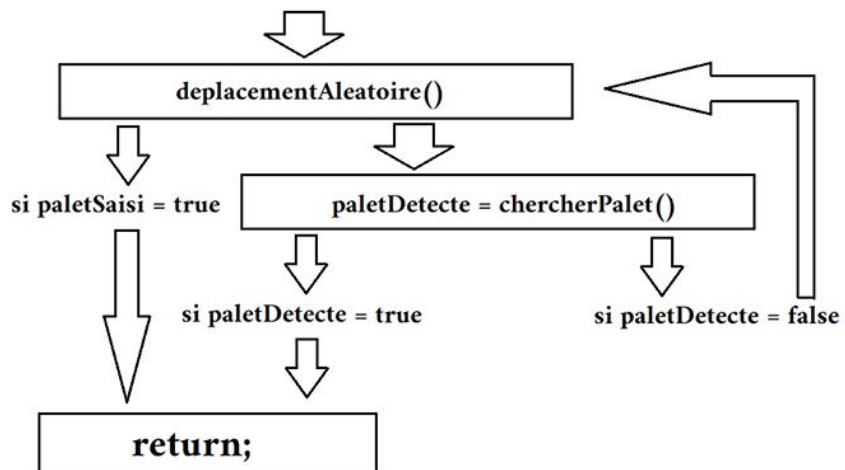 deplacementAleatoire()
si paletSaisi = true
paletDetecte = chercherPalet()
si paletDetecte = true
si paletDetecte = false
return;